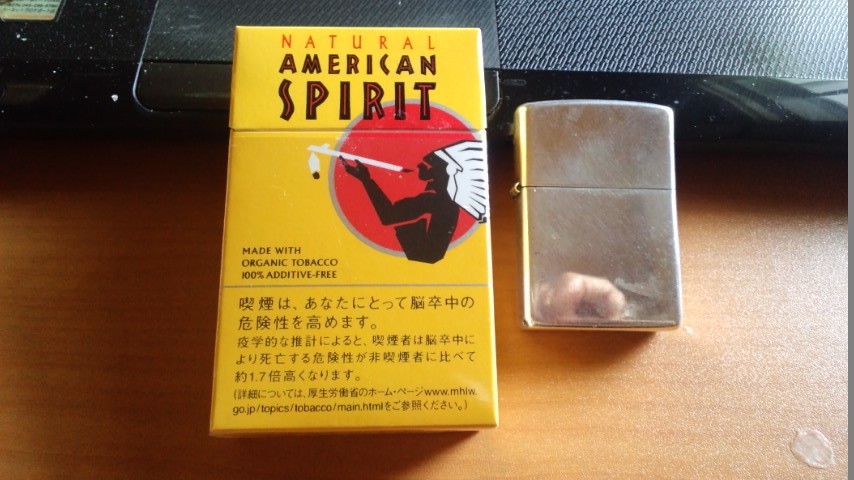 NATURAL
AMERICAN
SPIRIT
MADE WITH
ORGANIC TOBACCO
100% ADDITIVE-FREE
喫煙は、あなたにとって脳卒中の
危険性を高めます。
疫学的な推計によると、喫煙者は脳卒中に
より死亡する危険性が非喫煙者に比べて
約1.7倍高くなります。
(詳細については、厚生労働省のホーム・ページwww.mhlw.
go.jp/topics/tobacco/main.htmlをご参照ください。)